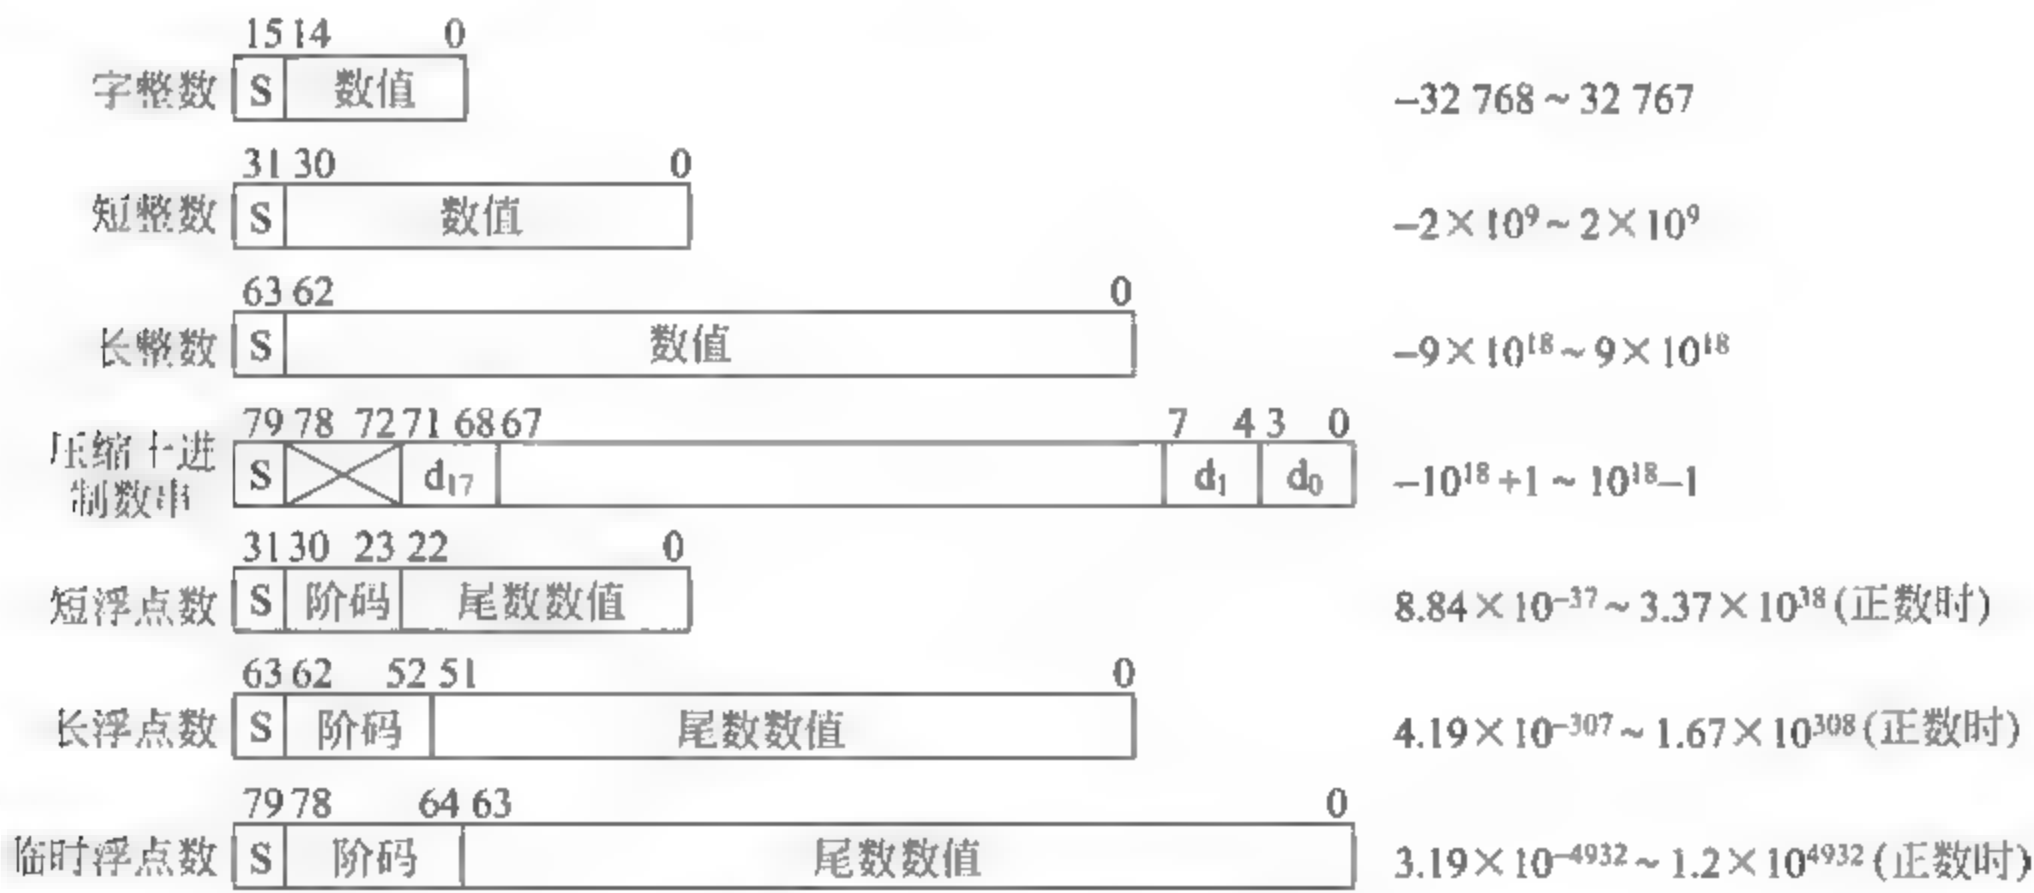 15 14 0
字整数 S 数值 −32 768 ~ 32 767
31 30 0
短整数 S 数值 −2×10⁹ ~ 2×10⁹
63 62 0
长整数 S 数值 −9×10¹⁸ ~ 9×10¹⁸
79 78 72 71 68 67 7 4 3 0
压缩十进
制数串 S d₁₇ d₁ d₀ −10¹⁸+1 ~ 10¹⁸−1
31 30 23 22 0
短浮点数 S 阶码 尾数数值 8.84×10⁻³⁷ ~ 3.37×10³⁸ (正数时)
63 62 52 51 0
长浮点数 S 阶码 尾数数值 4.19×10⁻³⁰⁷ ~ 1.67×10³⁰⁸ (正数时)
79 78 64 63 0
临时浮点数 S 阶码 尾数数值 3.19×10⁻⁴⁹³² ~ 1.2×10⁴⁹³² (正数时)